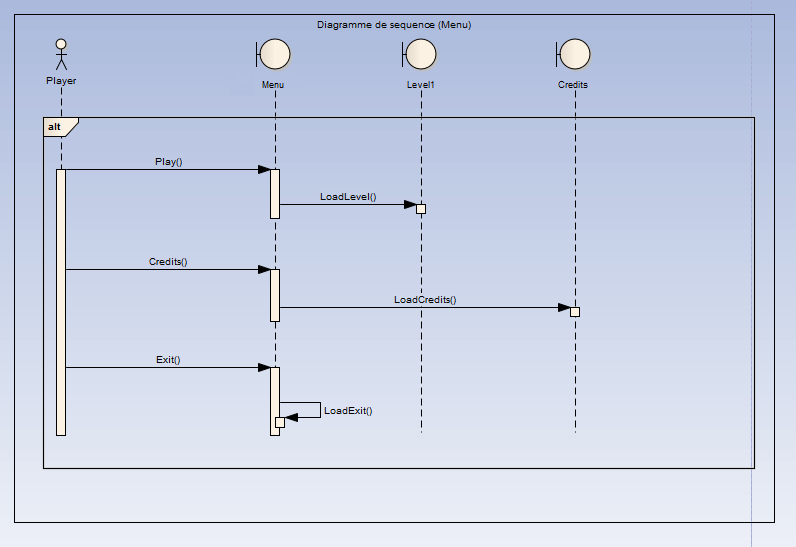 Diagramme de sequence (Menu)
Player
Menu
Level1
Credits
alt
Play()
LoadLevel()
Credits()
LoadCredits()
Exit()
LoadExit()